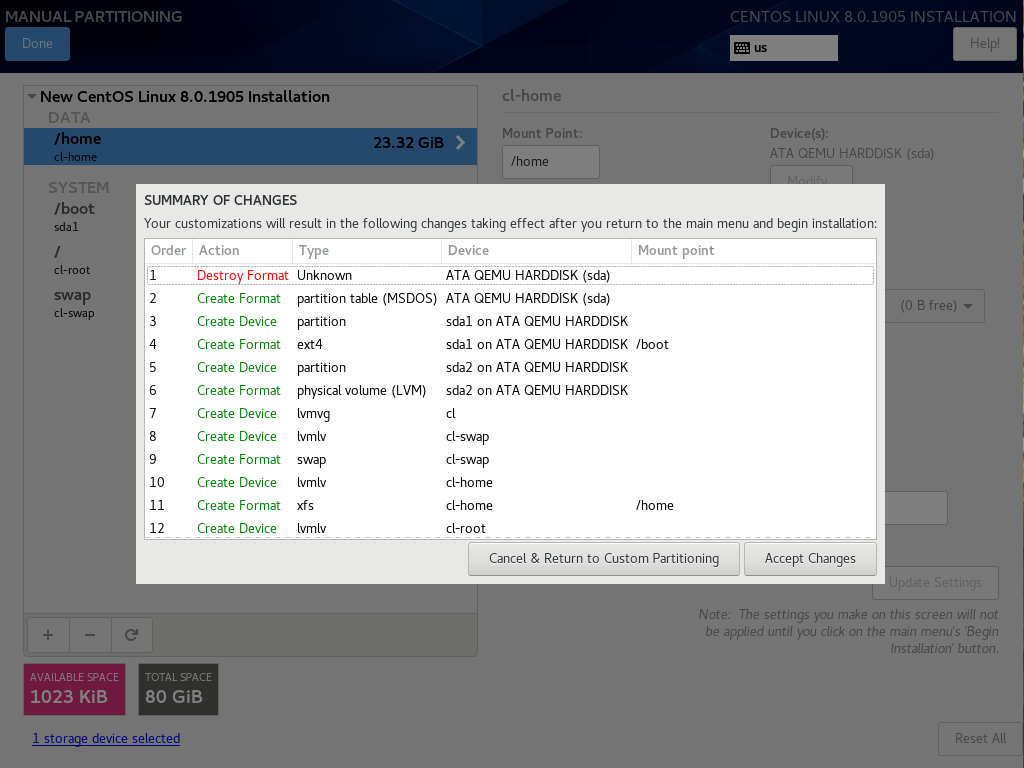 MANUAL PARTITIONING
CENTOS LINUX 8.0.1905 INSTALLATION
Done
us
Help!
New CentOS Linux 8.0.1905 Installation
DATA
/home
23.32 GiB
cl-home
SYSTEM
/boot
sda1
/
cl-root
swap
cl-swap
cl-home
Mount Point:
Device(s):
/home
ATA QEMU HARDDISK (sda)
Modify...
SUMMARY OF CHANGES
Your customizations will result in the following changes taking effect after you return to the main menu and begin installation:
Order Action Type Device Mount point
1 Destroy Format Unknown ATA QEMU HARDDISK (sda)
2 Create Format partition table (MSDOS) ATA QEMU HARDDISK (sda)
3 Create Device partition sda1 on ATA QEMU HARDDISK
4 Create Format ext4 sda1 on ATA QEMU HARDDISK /boot
5 Create Device partition sda2 on ATA QEMU HARDDISK
6 Create Format physical volume (LVM) sda2 on ATA QEMU HARDDISK
7 Create Device lvmvg cl
8 Create Device lvmlv cl-swap
9 Create Format swap cl-swap
10 Create Device lvmlv cl-home
11 Create Format xfs cl-home /home
12 Create Device lvmlv cl-root
Cancel & Return to Custom Partitioning
Accept Changes
(0 B free)
Update Settings
Note: The settings you make on this screen will not
be applied until you click on the main menu's 'Begin
Installation' button.
+ −
AVAILABLE SPACE
1023 KiB
TOTAL SPACE
80 GiB
1 storage device selected
Reset All